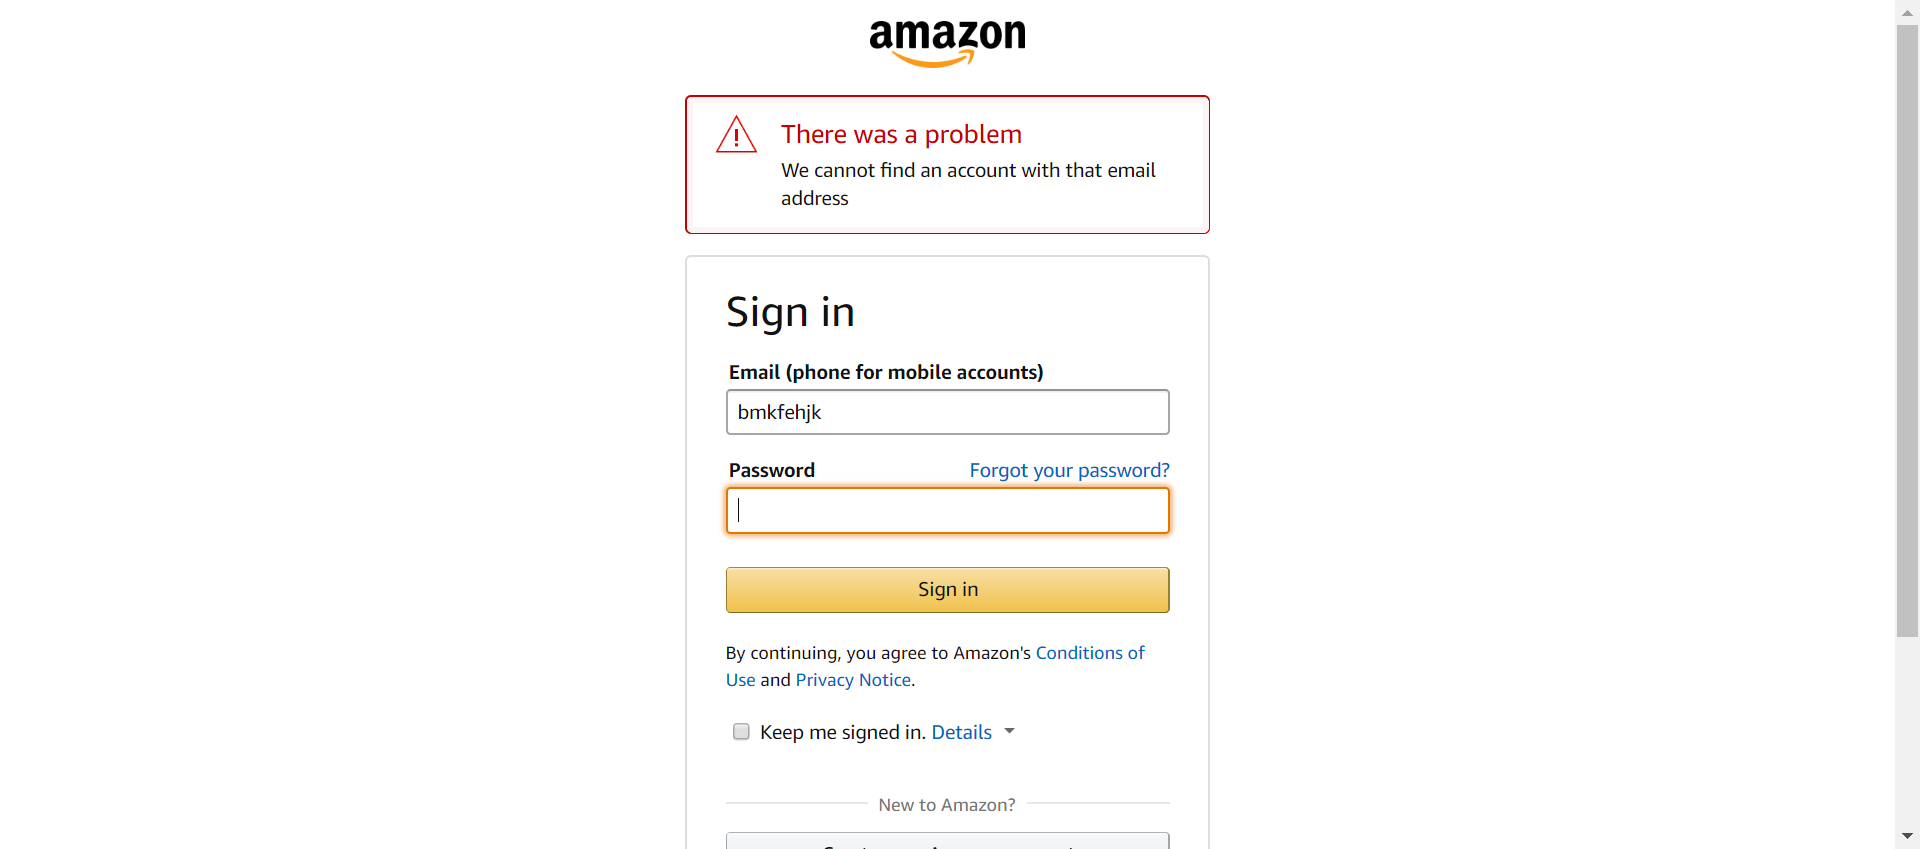 amazon
There was a problem
We cannot find an account with that email
address
Sign in
Email (phone for mobile accounts)
bmkfehjk
Password Forgot your password?
Sign in
By continuing, you agree to Amazon's Conditions of
Use and Privacy Notice.
Keep me signed in. Details
New to Amazon?